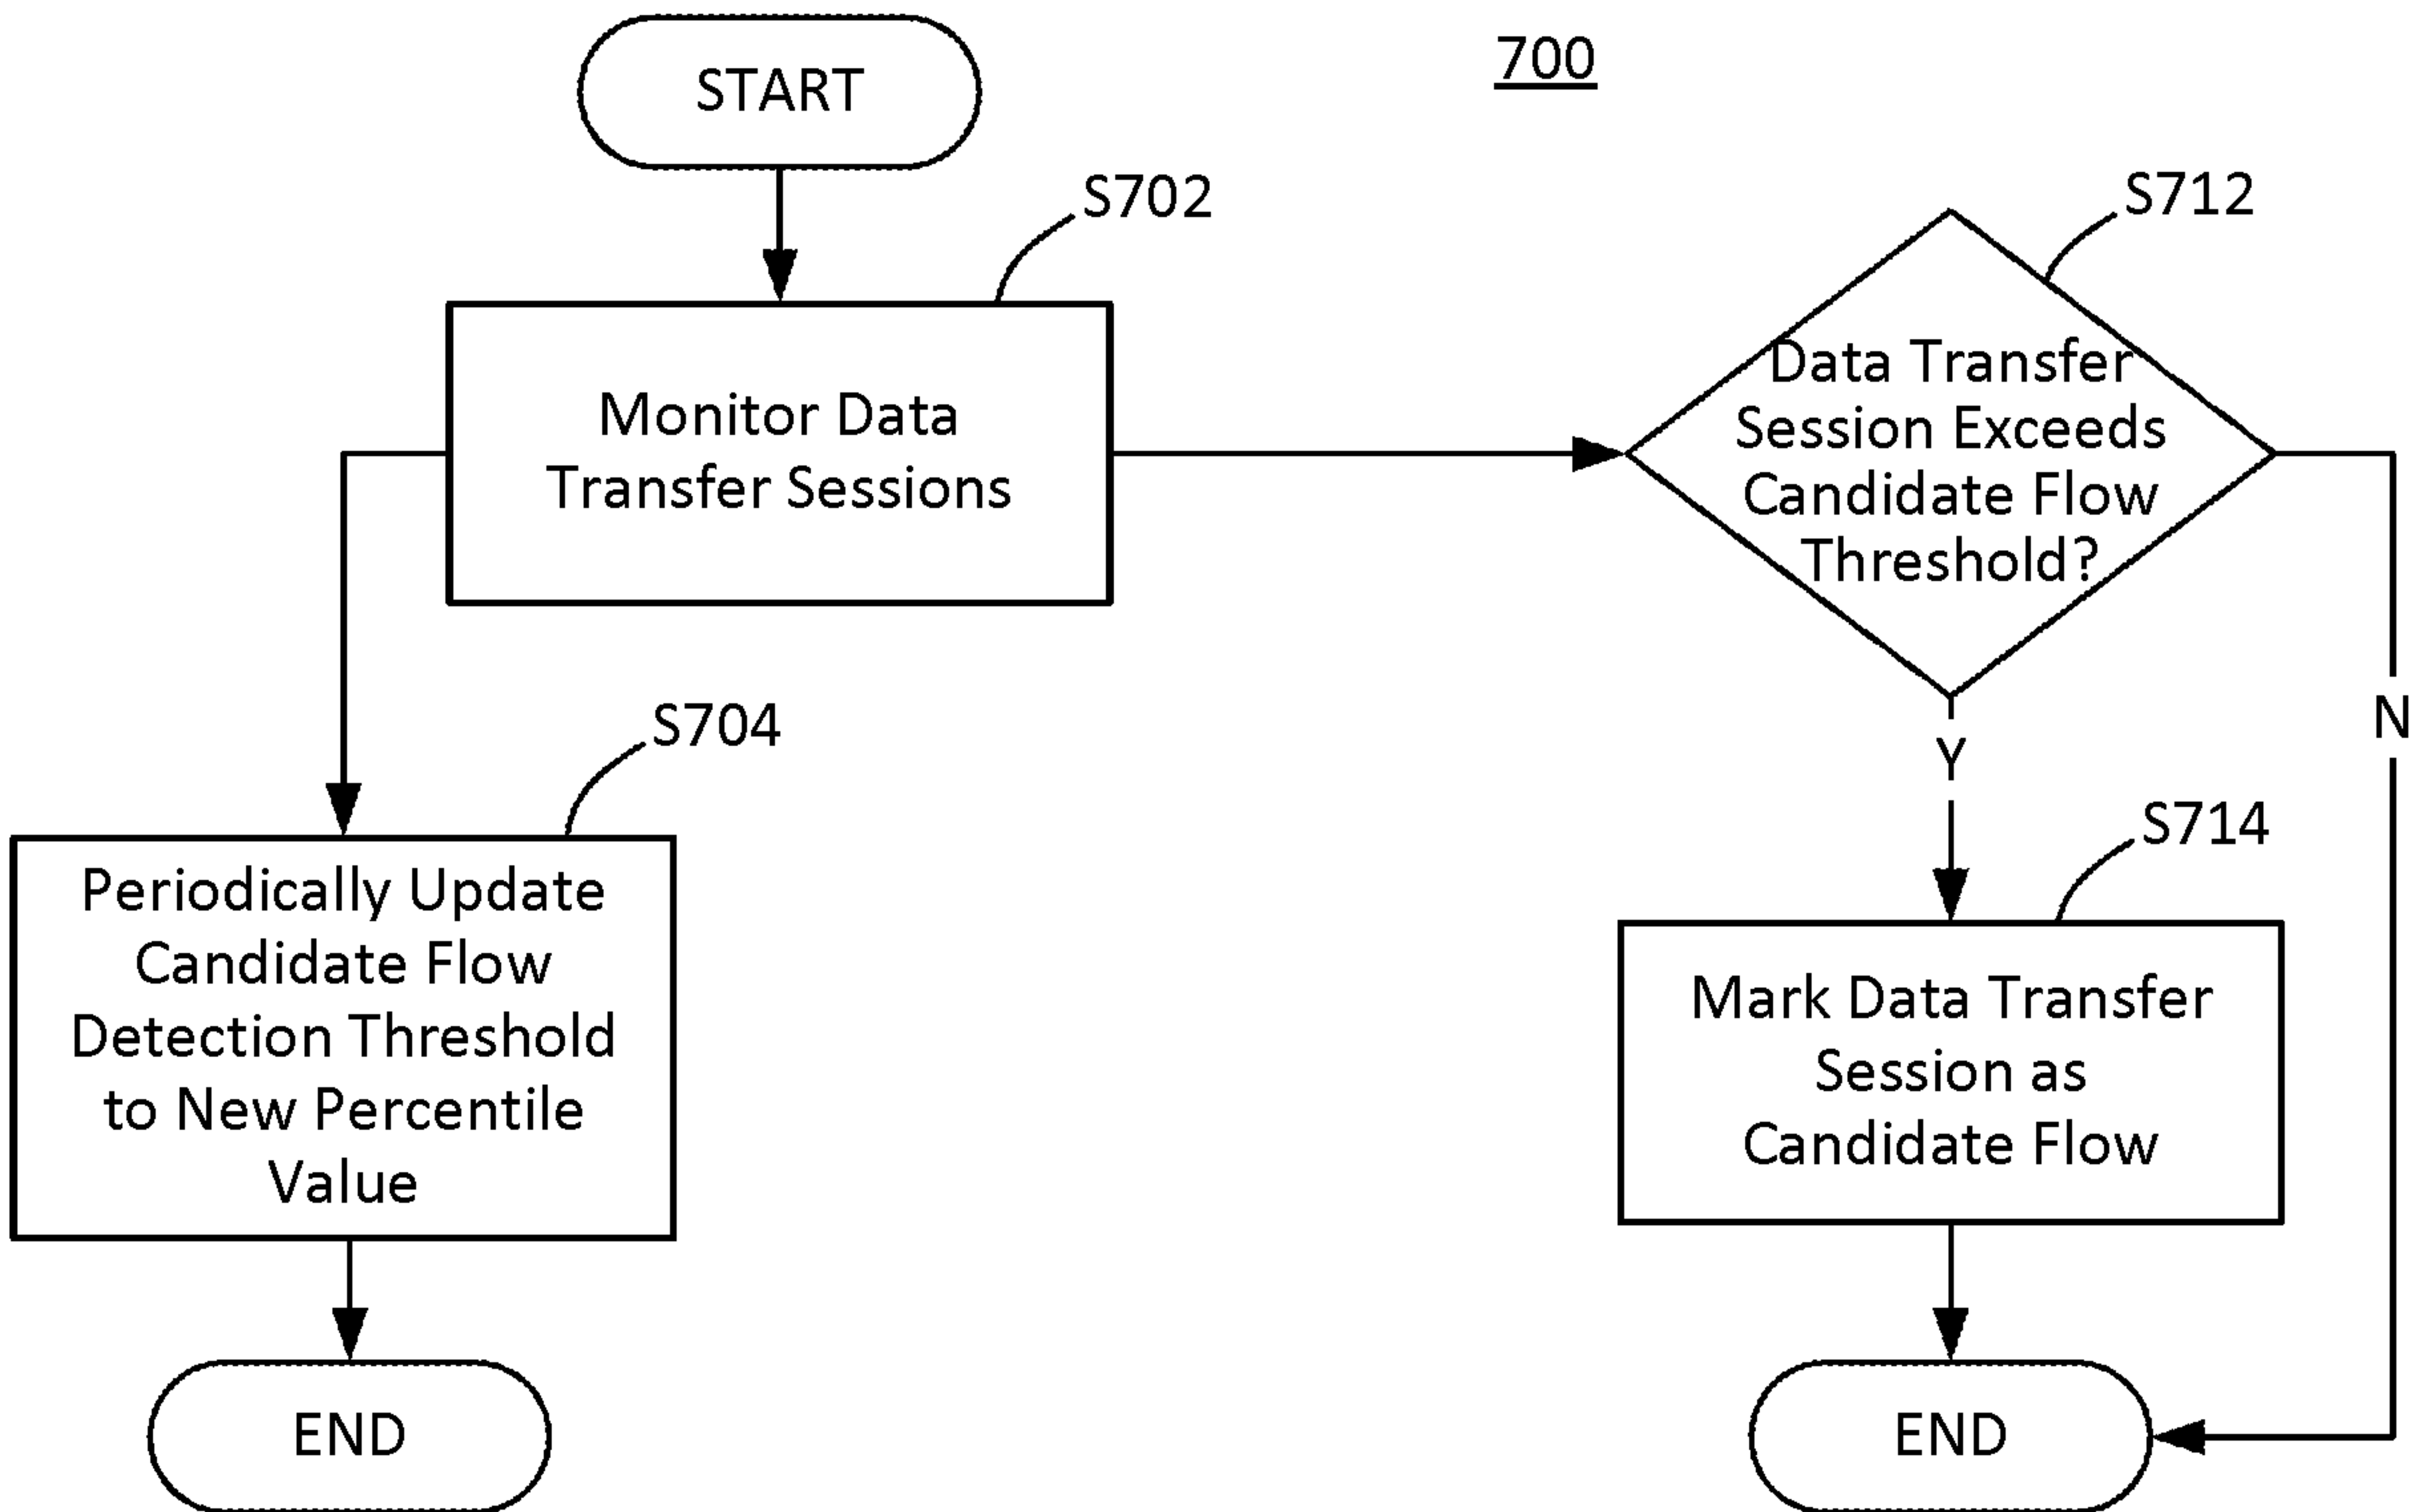 START
700
S702
Monitor Data
Transfer Sessions
S712
Data Transfer
Session Exceeds
Candidate Flow
Threshold?
N
Y
S704
Periodically Update
Candidate Flow
Detection Threshold
to New Percentile
Value
S714
Mark Data Transfer
Session as
Candidate Flow
END
END